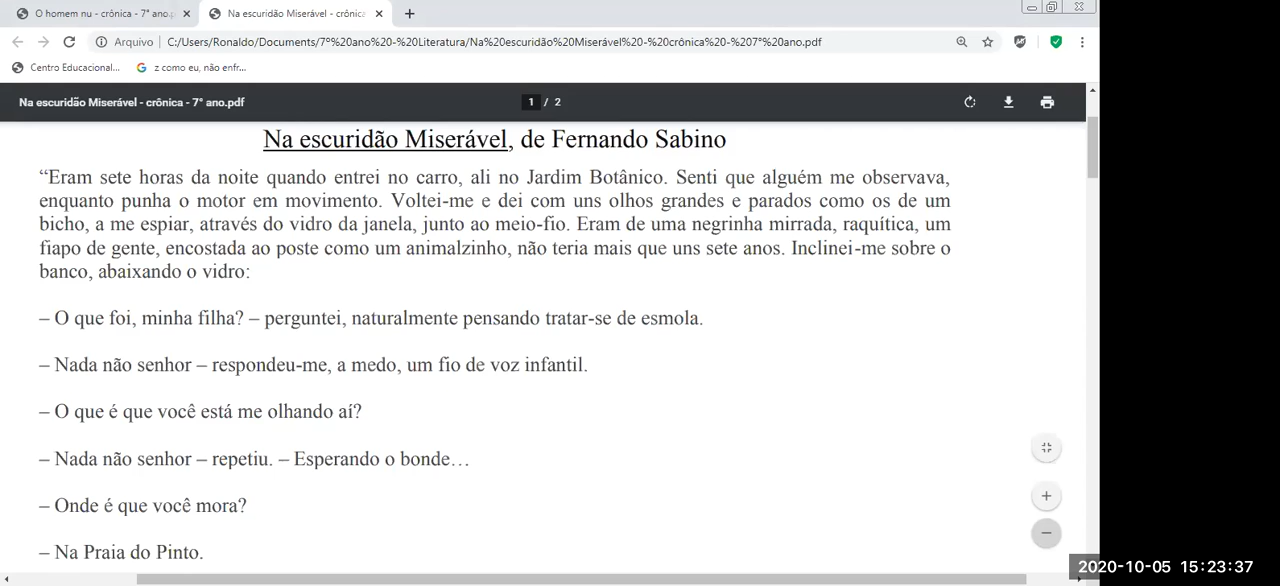 O homem nu - crônica - 7° ano.p
Na escuridão Miserável - crônica
Arquivo
C:/Users/Ronaldo/Documents/7º%20ano%20-%20Literatura/Na%20escuridão%20Miserável%20-%20crônica%20-%207°%20ano.pdf
Centro Educacional...
z como eu, não enfr...
Na escuridão Miserável - crônica - 7° ano.pdf
1 / 2
Na escuridão Miserável, de Fernando Sabino
“Eram sete horas da noite quando entrei no carro, ali no Jardim Botânico. Senti que alguém me observava,
enquanto punha o motor em movimento. Voltei-me e dei com uns olhos grandes e parados como os de um
bicho, a me espiar, através do vidro da janela, junto ao meio-fio. Eram de uma negrinha mirrada, raquítica, um
fiapo de gente, encostada ao poste como um animalzinho, não teria mais que uns sete anos. Inclinei-me sobre o
banco, abaixando o vidro:
– O que foi, minha filha? – perguntei, naturalmente pensando tratar-se de esmola.
– Nada não senhor – respondeu-me, a medo, um fio de voz infantil.
– O que é que você está me olhando aí?
– Nada não senhor – repetiu. – Esperando o bonde…
– Onde é que você mora?
– Na Praia do Pinto.
2020-10-05 15:23:37